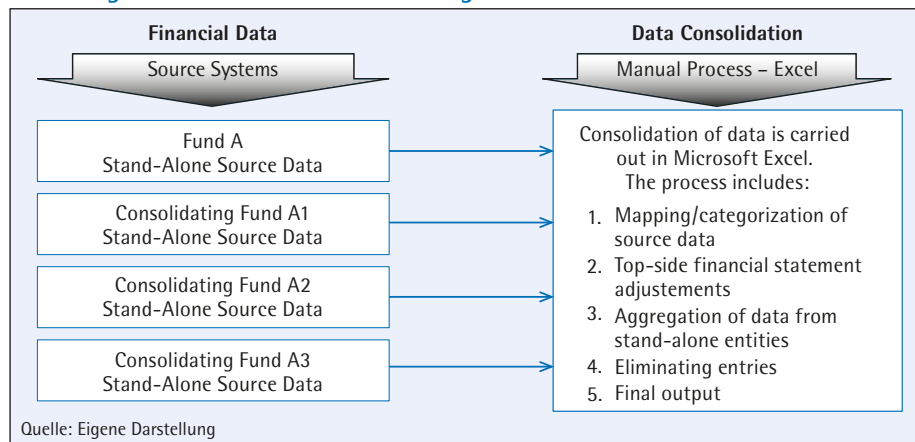 Financial Data
Source Systems
Fund A
Stand-Alone Source Data
Consolidating Fund A1
Stand-Alone Source Data
Consolidating Fund A2
Stand-Alone Source Data
Consolidating Fund A3
Stand-Alone Source Data
Data Consolidation
Manual Process – Excel
Consolidation of data is carried
out in Microsoft Excel.
The process includes:
1. Mapping/categorization of
source data
2. Top-side financial statement
adjustements
3. Aggregation of data from
stand-alone entities
4. Eliminating entries
5. Final output
Quelle: Eigene Darstellung